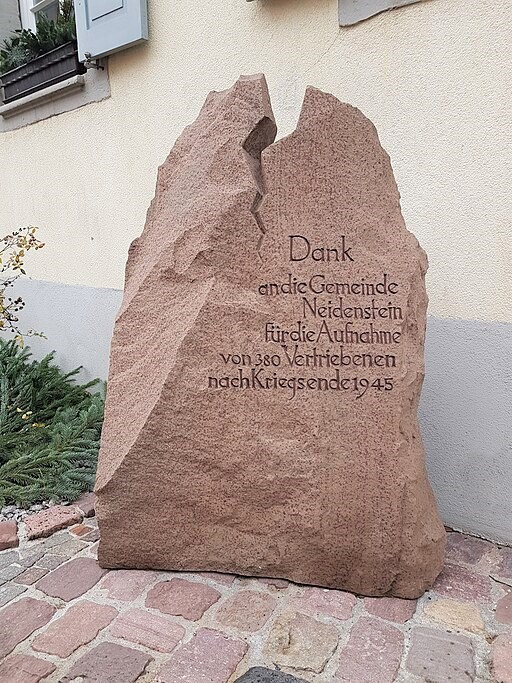 Dank
an die Gemeinde
Neidenstein
für die Aufnahme
von 380 Vertriebenen
nach Kriegsende 1945